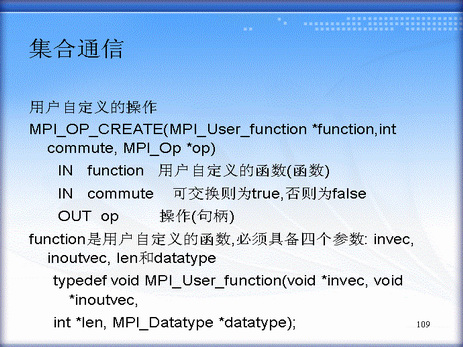 集合通信
用户自定义的操作
MPI_OP_CREATE(MPI_User_function *function,int
commute, MPI_Op *op)
IN function 用户自定义的函数(函数)
IN commute 可交换则为true,否则为false
OUT op 操作(句柄)
function是用户自定义的函数,必须具备四个参数: invec,
inoutvec, len和datatype
typedef void MPI_User_function(void *invec, void
*inoutvec,
int *len, MPI_Datatype *datatype);
109